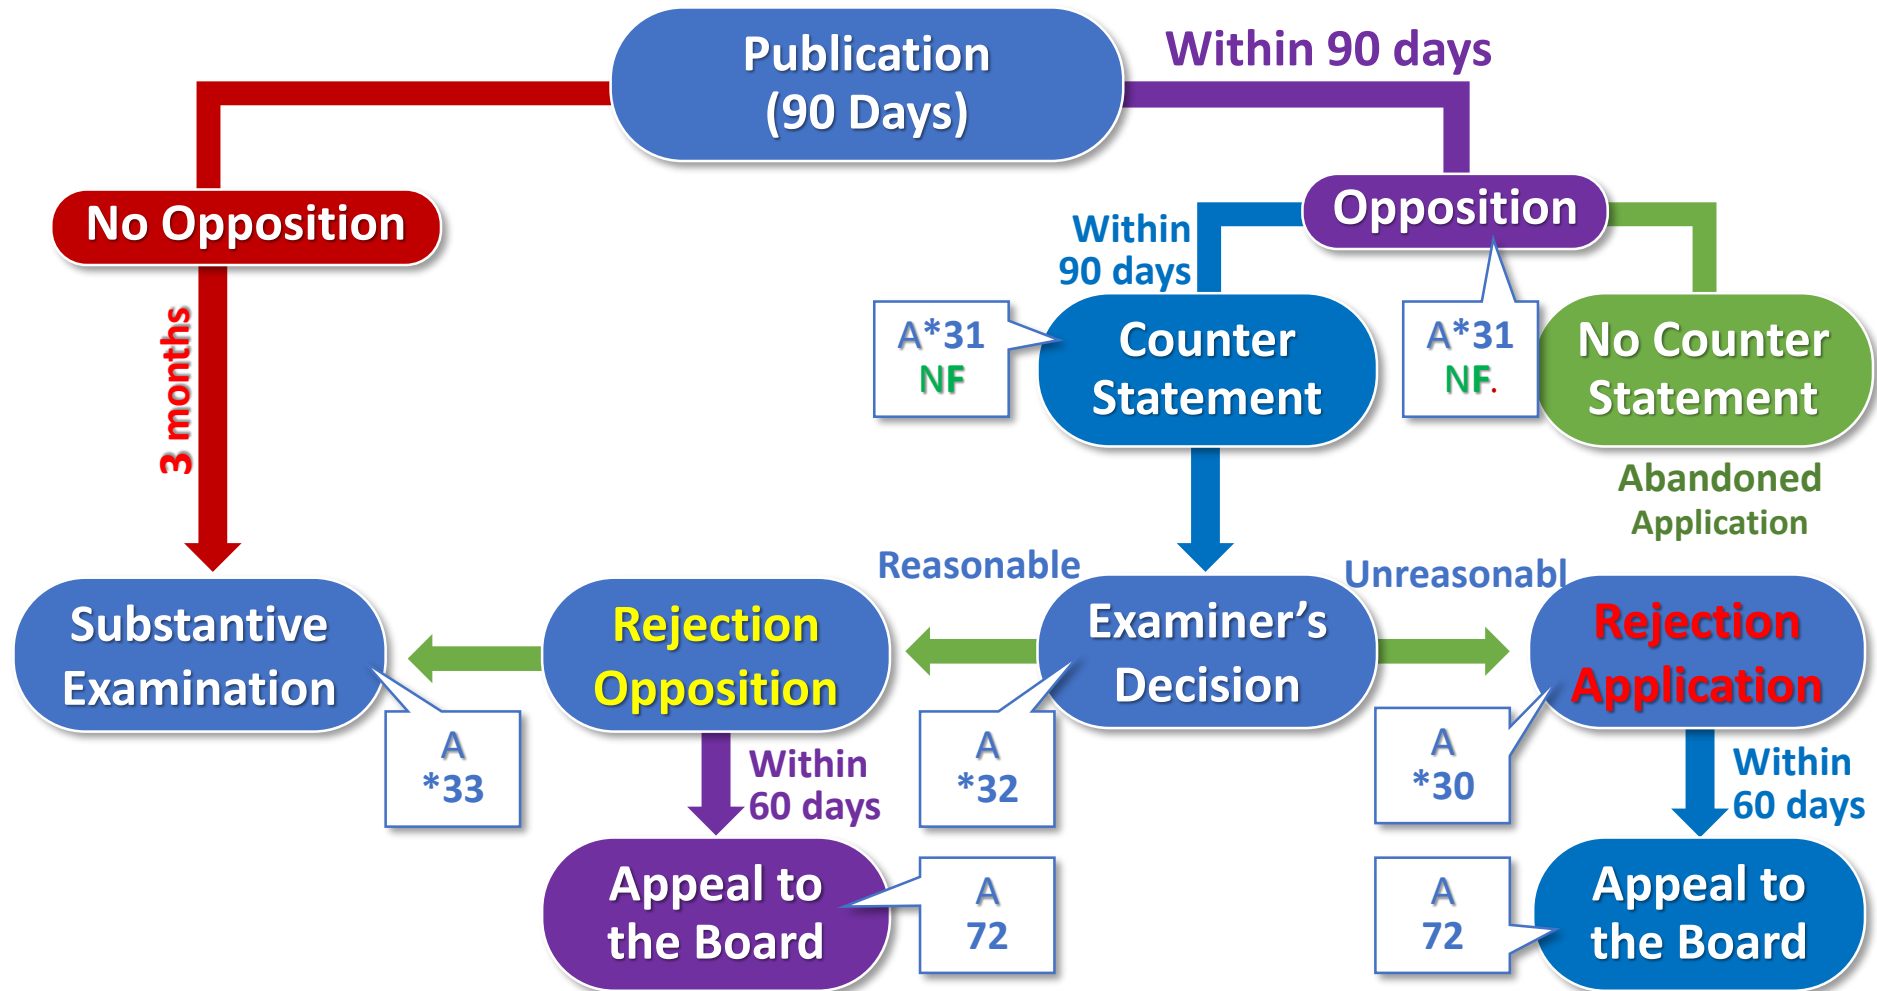 Publication
(90 Days)
Within 90 days
No Opposition
Opposition
Within
90 days
3 months
A*31
NF
Counter
Statement
A*31
NF.
No Counter
Statement
Abandoned
Application
Reasonable
Unreasonabl
Substantive
Examination
Rejection
Opposition
Examiner’s
Decision
Rejection
Application
A
*33
Within
60 days
A
*32
A
*30
Within
60 days
Appeal to
the Board
A
72
A
72
Appeal to
the Board